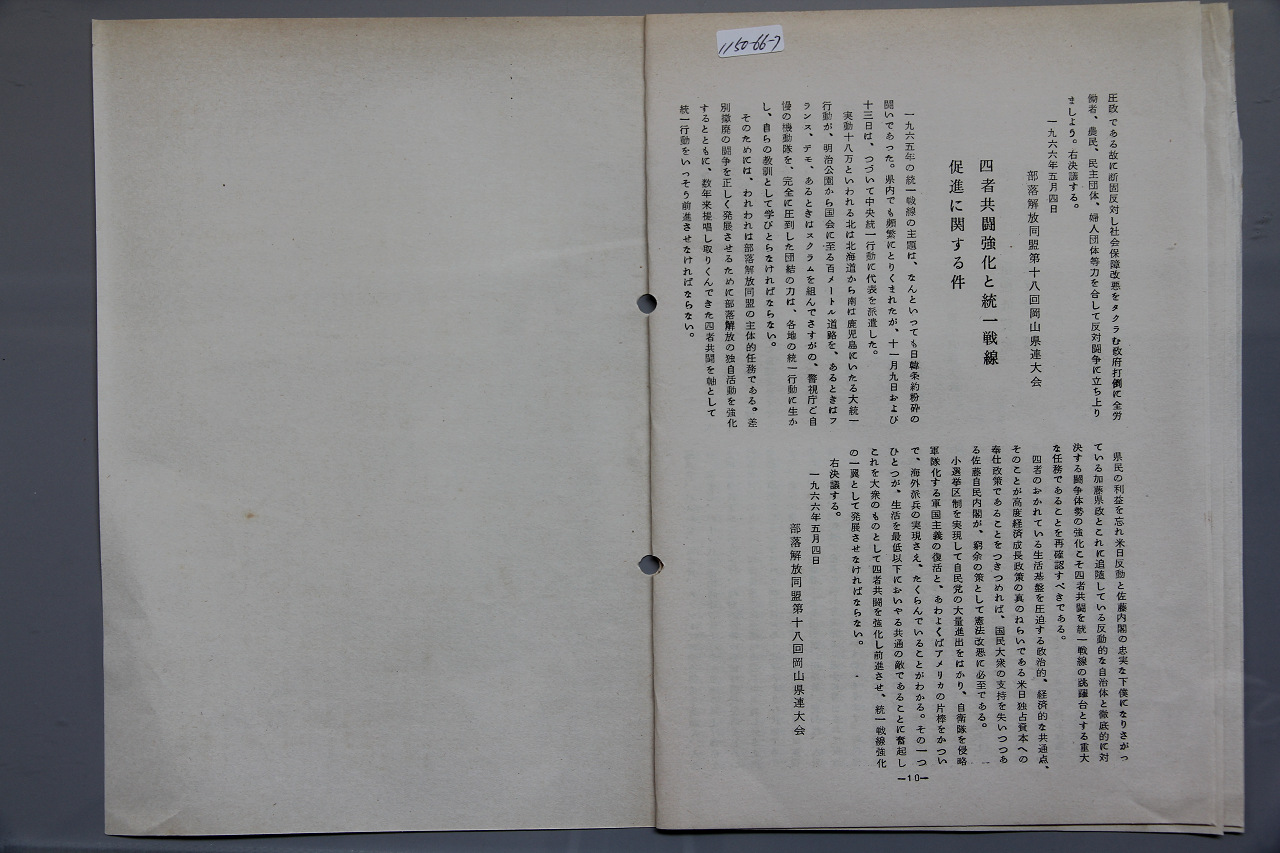 1150-66-7
圧政である故に断固反対し社会保障改悪をタクラむ政府打倒に全労
働者、農民、民主団体、婦人団体等力を合して反対闘争に立ち上り
ましよう。右決議する。
一九六六年五月四日
部落解放同盟第十八回岡山県連大会
四者共闘強化と統一戦線
促進に関する件
一九六五年の統一戦線の主題は、なんといっても日韓条約粉砕の
闘いであった。県内でも頻繁にとりくまれたが、十一月九日および
十三日は、つづいて中央統一行動に代表を派遣した。
実動十八万といわれる北は北海道から南は鹿児島にいたる大統一
行動が、明治公園から国会に至る百メートル道路を、あるときはフ
ランス、デモ、あるときはスクラムを組んでさすがの、警視庁ご自
慢の機動隊を、完全に圧倒した団結の力は、各地の統一行動に生か
し、自らの教訓として学びとらなければならない。
そのためには、われわれは部落解放同盟の主体的任務である。差
別撤廃の闘争を正しく発展させるために部落解放の独自活動を強化
するとともに、数年来提唱し取りくんできた四者共闘を軸として
統一行動をいっそう前進させなければならない。
県民の利益を忘れ米日反動と佐藤内閣の忠実な下僕になりさがっ
ている加藤県政とこれに追随している反動的な自治体と徹底的に対
決する闘争体勢の強化こそ四者共闘を統一戦線の跳躍台とする重大
な任務であることを再確認すべきである。
四者のおかれている生活基盤を圧迫する政治的、経済的な共通点、
そのことが高度経済成長政策の真のねらいである米日独占資本への
奉仕政策であることをつきつめれば、国民大衆の支持を失いつつあ
る佐藤自民内閣が、窮余の策として憲法改悪に必至である。
小選挙区制を実現して自民党の大量進出をはかり、自衛隊を侵略
軍隊化する軍国主義の復活と、あわよくばアメリカの片棒をかつい
で、海外派兵の実現さえ、たくらんでいることがわかる。その一つ
ひとつが、生活を最低以下においやる共通の敵であることに奮起し
これを大衆のものとして四者共闘を強化し前進させ、統一戦線強化
の一翼として発展させなければならない。
右決議する。
一九六六年五月四日
部落解放同盟第十八回岡山県連大会
—10—